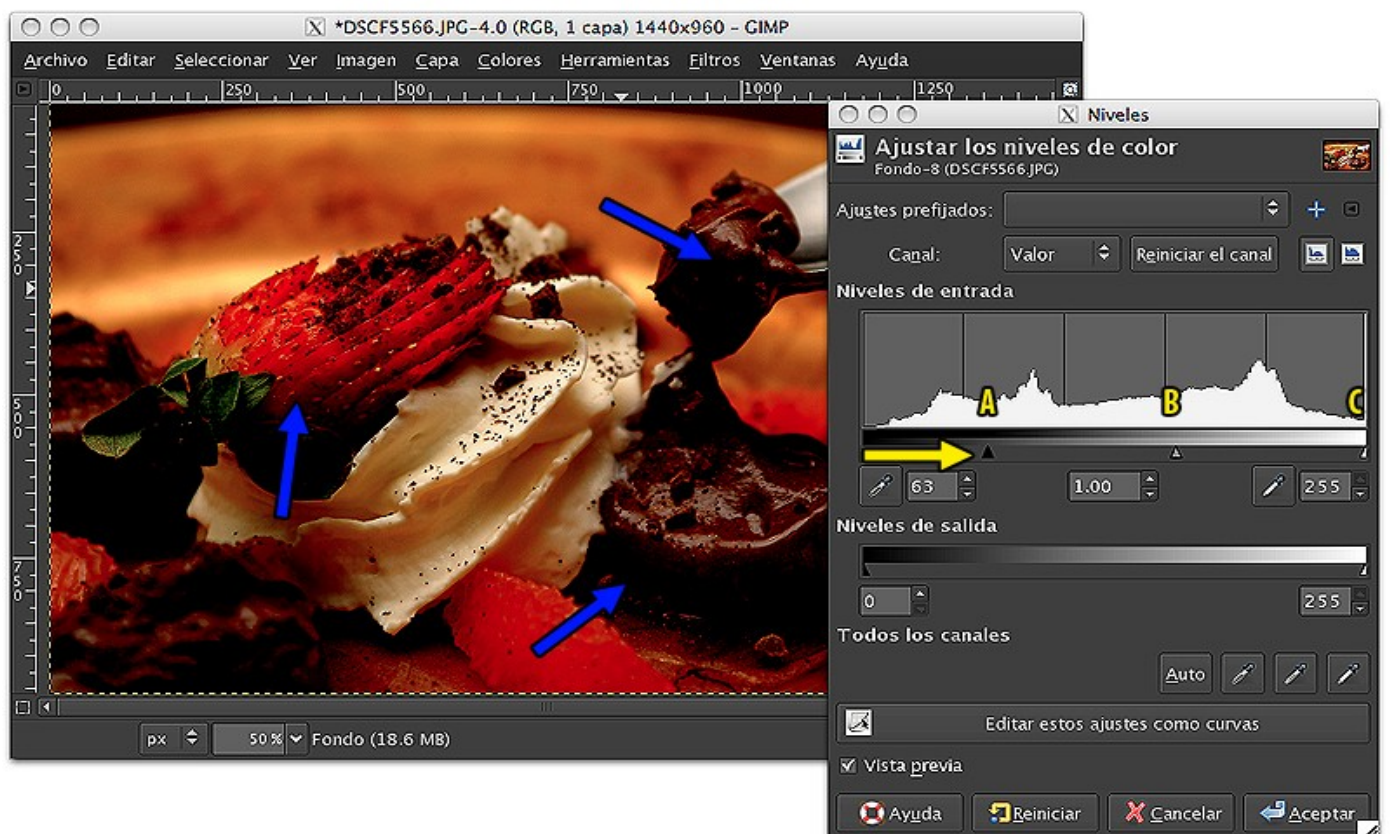 *DSCF5566.JPG-4.0 (RGB, 1 capa) 1440x960 – GIMP
Archivo Editar Seleccionar Ver Imagen Capa Colores Herramientas Filtros Ventanas Ayuda
0 250 500 750 1000 1250
250
500
750
px 50 % Fondo (18.6 MB)
Niveles
Ajustar los niveles de color
Fondo-8 (DSCF5566.JPG)
Ajustes prefijados:
Canal: Valor Reiniciar el canal
Niveles de entrada
A B C
63 1.00 255
Niveles de salida
0 255
Todos los canales
Auto
Editar estos ajustes como curvas
Vista previa
Ayuda Reiniciar Cancelar Aceptar